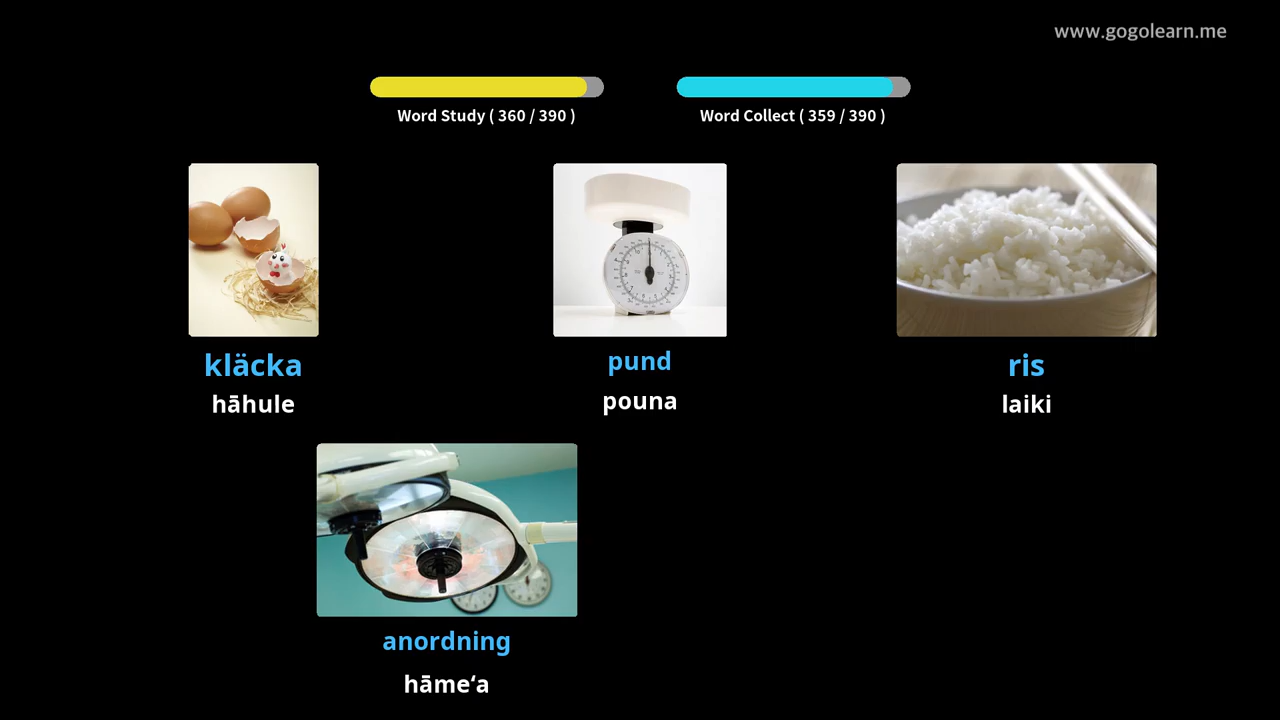 www.gogolearn.me
Word Study ( 360 / 390 )
Word Collect ( 359 / 390 )
kläcka
hāhule
pund
pouna
ris
laiki
anordning
hāmeʻa